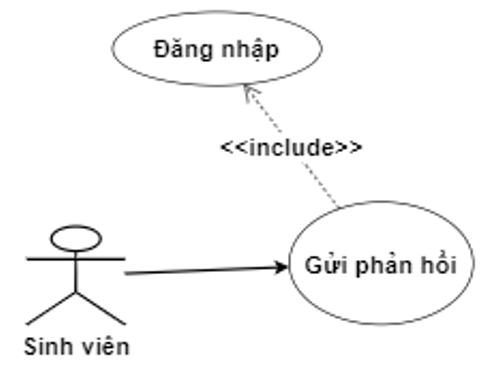 Đăng nhập
<<include>>
Gửi phản hồi
Sinh viên